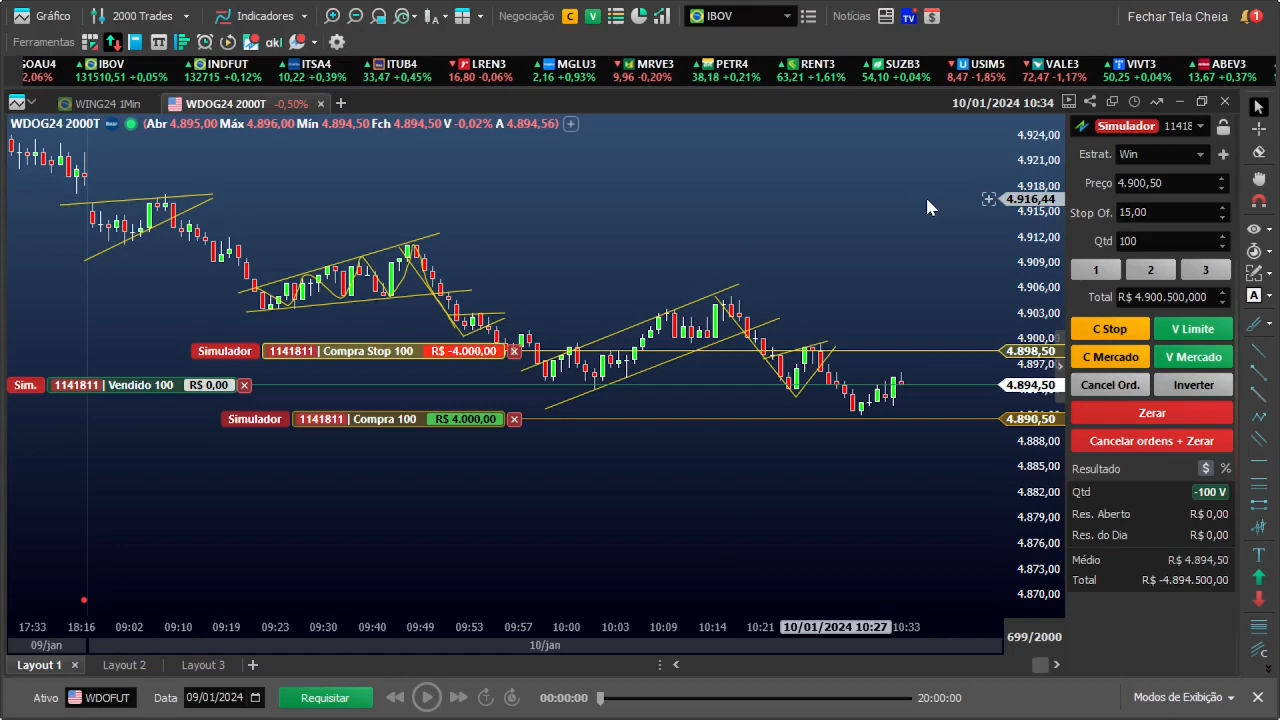 Gráfico 2000 Trades Indicadores Negociação C V IBOV Notícias TV $ Fechar Tela Cheia 1
Ferramentas akl
GOAU4 IBOV INDFUT ITSA4 ITUB4 LREN3 MGLU3 MRVE3 PETR4 RENT3 SUZB3 USIM5 VALE3 VIVT3 ABEV3
2,06% 131510,51 +0,05% 132715 +0,12% 10,22 +0,39% 33,47 +0,45% 16,80 -0,06% 2,16 +0,93% 9,96 -0,20% 38,18 +0,21% 63,21 +1,61% 54,10 +0,04% 8,47 -1,85% 72,47 -1,17% 50,25 +0,04% 13,67 +0,37%
WING24 1Min WDOG24 2000T -0,50% × + 10/01/2024 10:34
WDOG24 2000T (Abr 4.895,00 Máx 4.896,00 Mín 4.894,50 Fch 4.894,50 V -0,02% A 4.894,56)
4.924,00
4.921,00
4.918,00
4.916,44
4.915,00
4.912,00
4.909,00
4.906,00
4.903,00
4.900,00
Simulador 1141811 | Compra Stop 100 R$ -4.000,00 4.898,50
4.897,00
Sim. 1141811 | Vendido 100 R$ 0,00 4.894,50
Simulador 1141811 | Compra 100 R$ 4.000,00 4.890,50
4.888,00
4.885,00
4.882,00
4.879,00
4.876,00
4.873,00
4.870,00
17:33 18:16 09:02 09:10 09:19 09:23 09:30 09:40 09:49 09:57 10:00 10:03 10:09 10:14 10:21 10/01/2024 10:27 10:33
09/jan 10/jan 699/2000
Simulador 11418
Estrat. Win
Preço 4.900,50
Stop Of. 15,00
Qtd 100
1 2 3
Total R$ 4.900.500,000
C Stop V Limite
C Mercado V Mercado
Cancel Ord. Inverter
Zerar
Cancelar ordens + Zerar
Resultado $ %
Qtd -100 V
Res. Aberto R$ 0,00
Res. do Dia R$ 0,00
Médio R$ 4.894,50
Total R$ -4.894.500,00
Layout 1 × Layout 2 Layout 3 +
Ativo WDOFUT Data 09/01/2024 Requisitar 00:00:00 20:00:00 Modos de Exibição